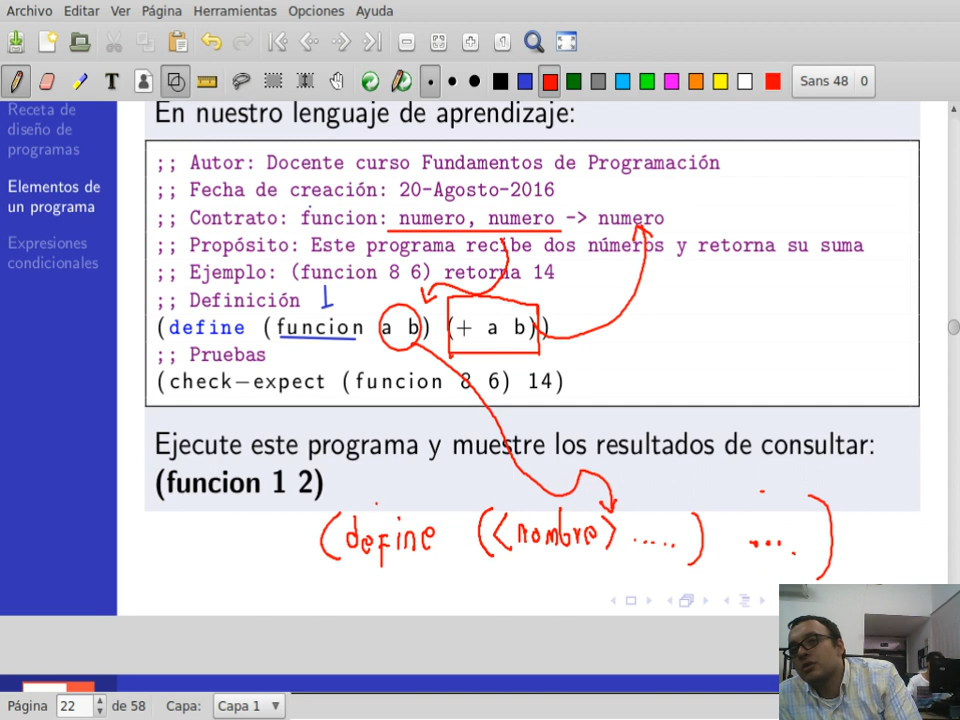 Archivo Editar Ver Página Herramientas Opciones Ayuda
T
Sans 48 0
Receta de
diseño de
programas
Elementos de
un programa
Expresiones
condicionales
En nuestro lenguaje de aprendizaje:
;; Autor: Docente curso Fundamentos de Programación
;; Fecha de creación: 20-Agosto-2016
;; Contrato: funcion: numero, numero -> numero
;; Propósito: Este programa recibe dos números y retorna su suma
;; Ejemplo: (funcion 8 6) retorna 14
;; Definición
(define (funcion a b) (+ a b))
;; Pruebas
(check-expect (funcion 8 6) 14)
Ejecute este programa y muestre los resultados de consultar:
(funcion 1 2)
(define (<nombre> .....) ....)
Página 22 de 58 Capa: Capa 1